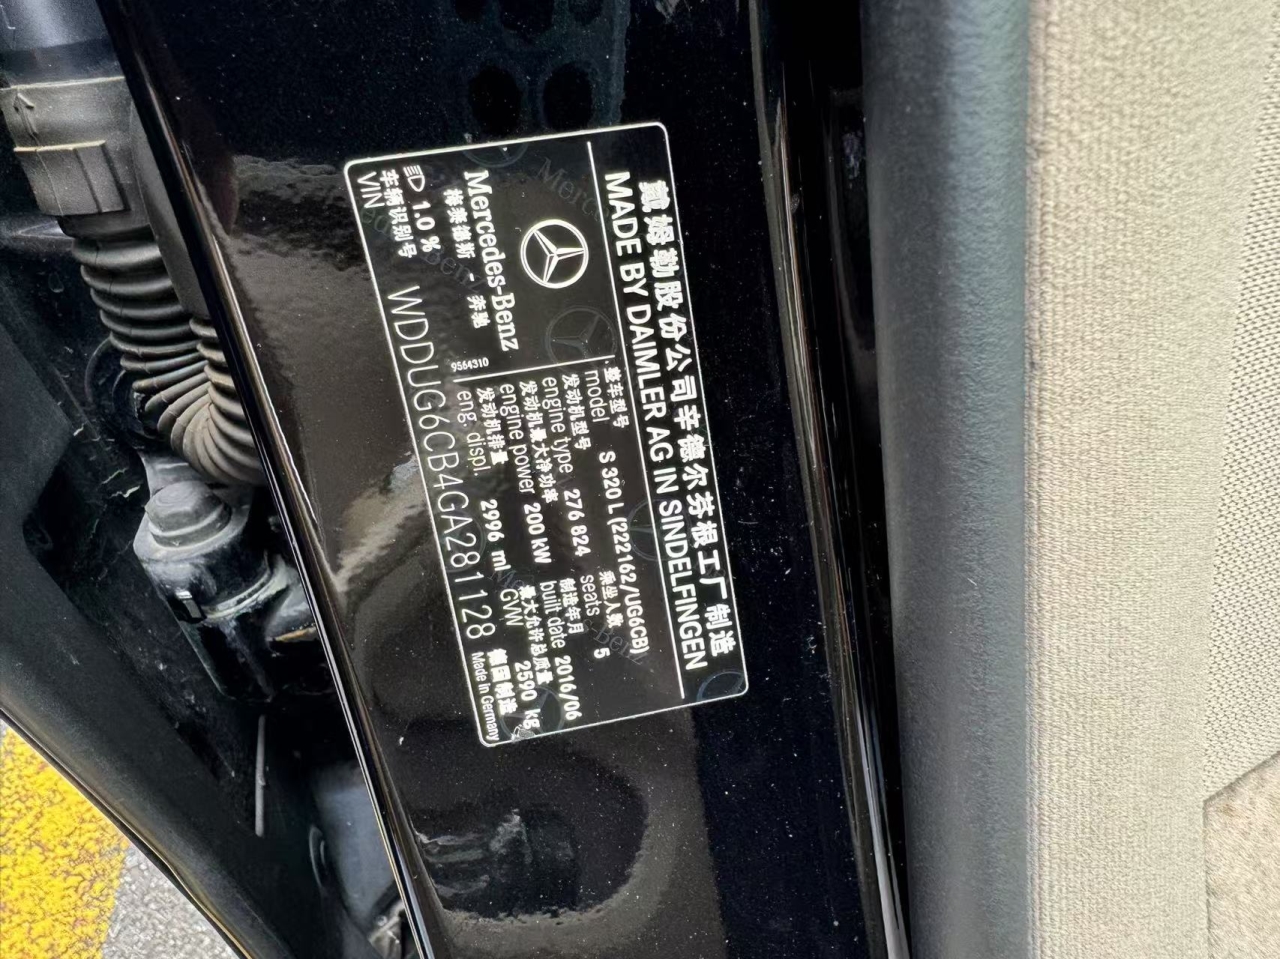 戴姆勒股份公司辛德尔芬根工厂制造
MADE BY DAIMLER AG IN SINDELFINGEN
Mercedes-Benz
梅赛德斯 - 奔驰
整车型号
model S 320 L (222162/UG6CB)
发动机型号 乘坐人数
engine type 276 824 seats 5
发动机最大净功率 制造年月
engine power 200 kW built date 2016/06
发动机排量 最大允许总质量
eng. displ. 2996 ml GVW 2590 kg
1.0 %
9564310
德国制造
Made In Germany
车辆识别号
VIN WDDUG6CB4GA281128